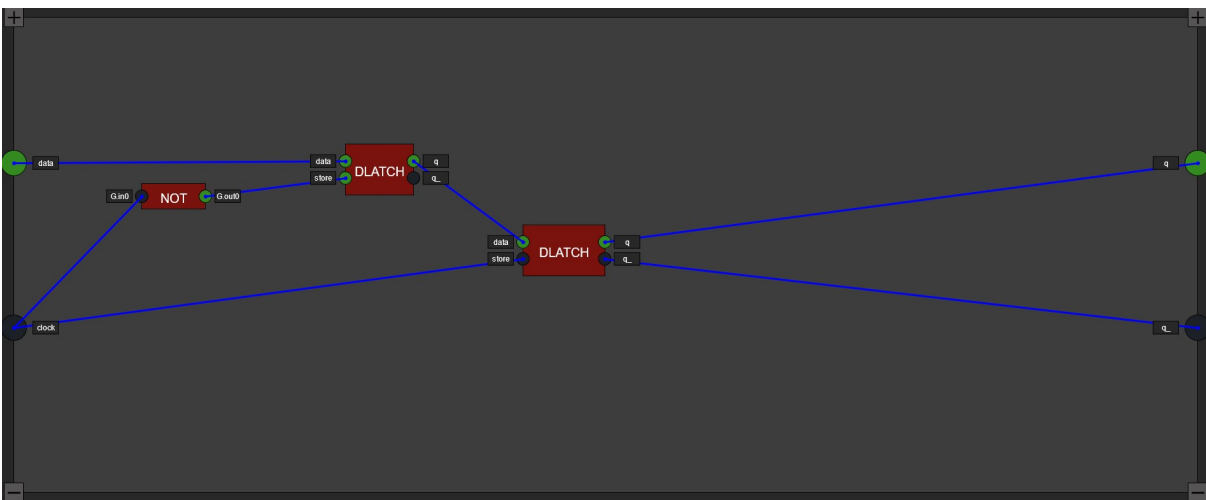 +
+
data
data
DLATCH
q
q
store
q_
G.in0
NOT
G.out0
data
DLATCH
q
store
q_
clock
q_
-
-